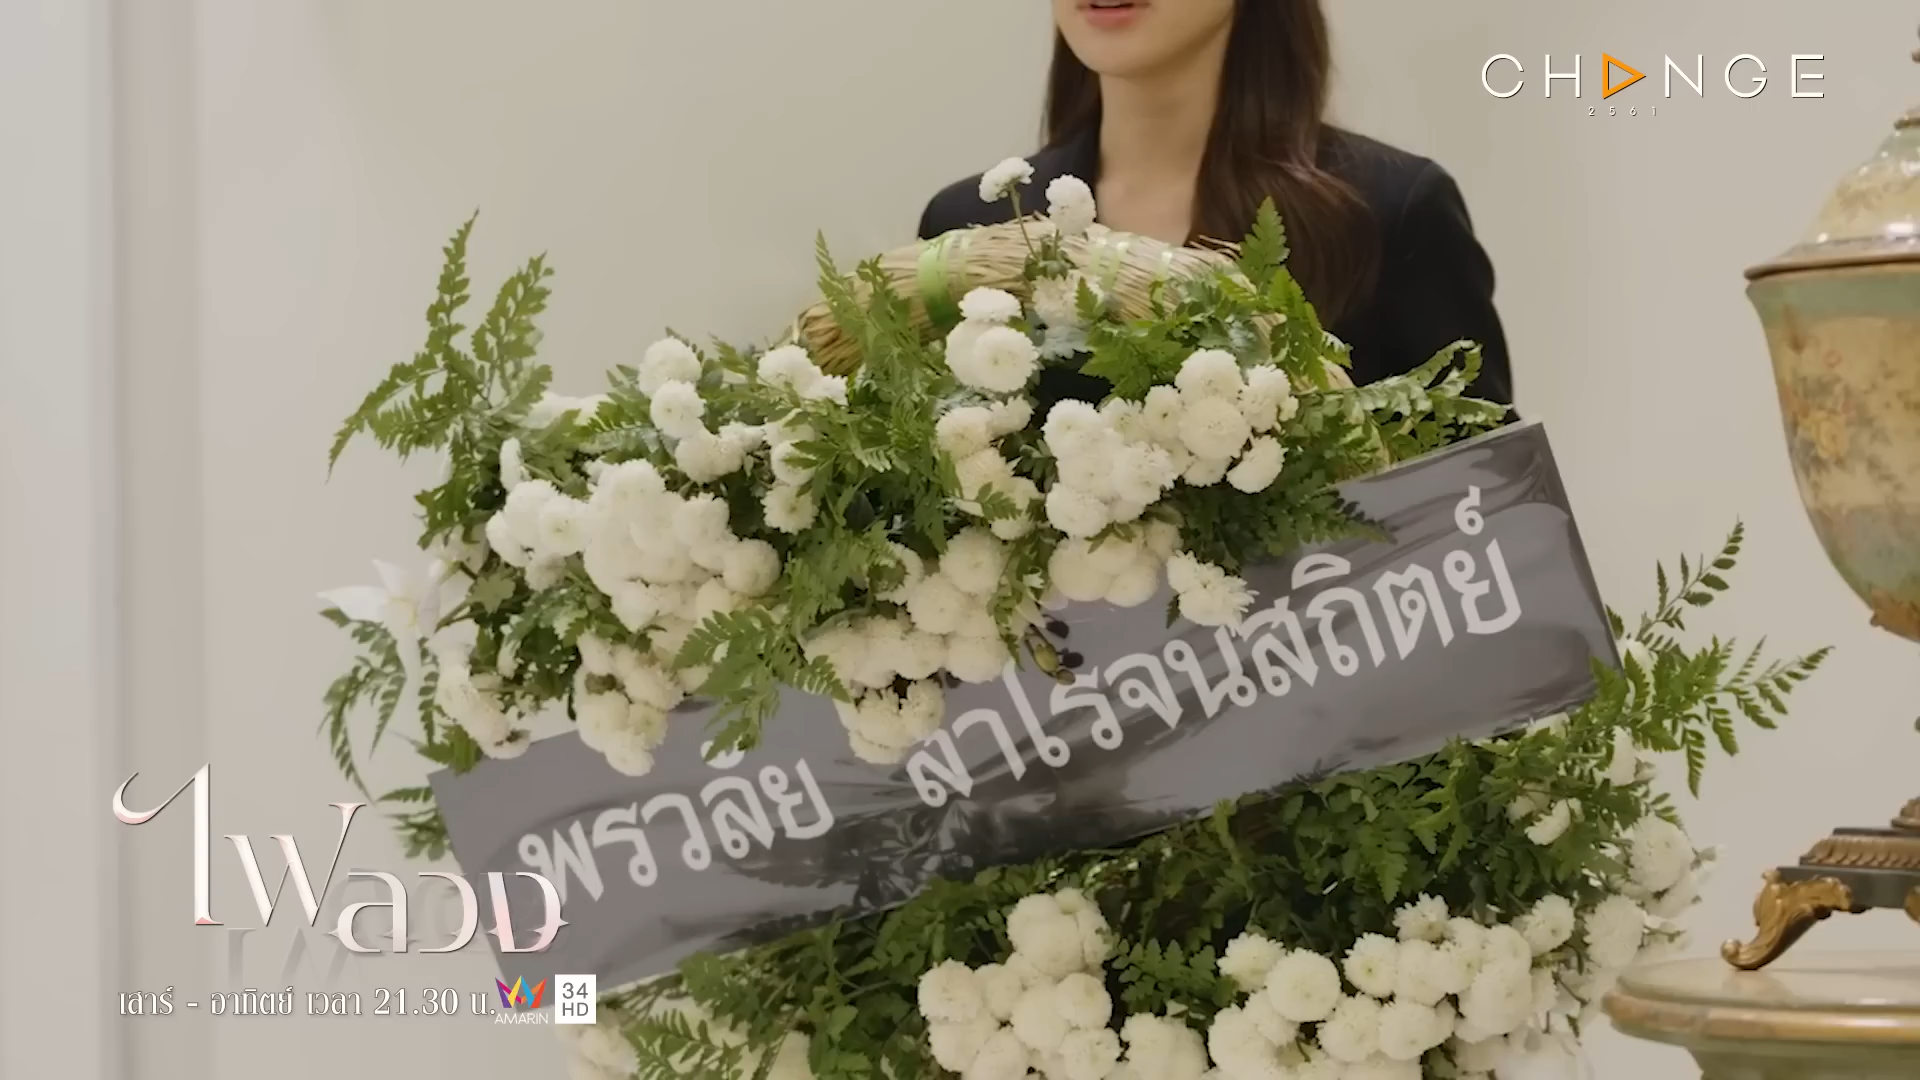 CHANGE
2561
พรวลัย สาโรจนสถิตย์
ไฟลวง
เสาร์ - อาทิตย์ เวลา 21.30 น.
AMARIN
34
HD